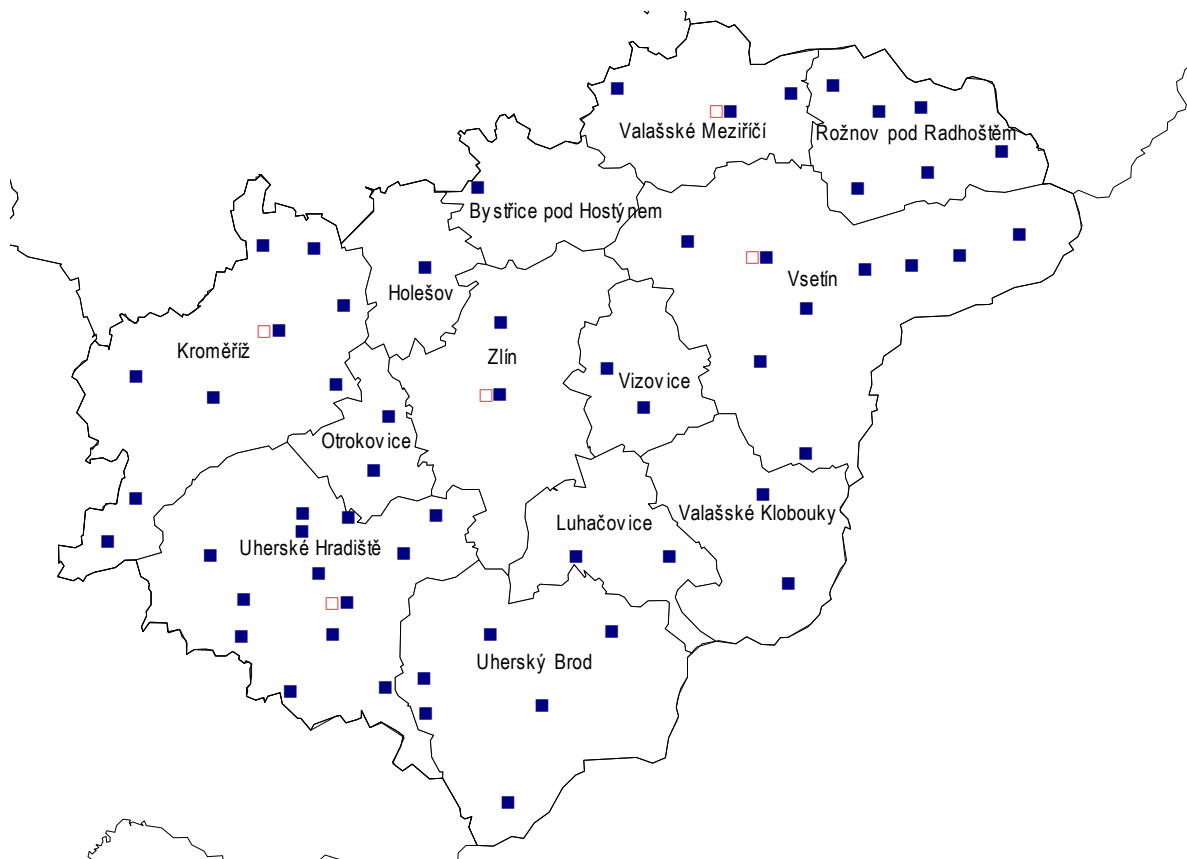 Valašské Meziříčí
Rožnov pod Radhoštěm
Bystřice pod Hostýnem
Holešov
Vsetín
Kroměříž
Zlín
Vizovice
Otrokovice
Valašské Klobouky
Luhačovice
Uherské Hradiště
Uherský Brod